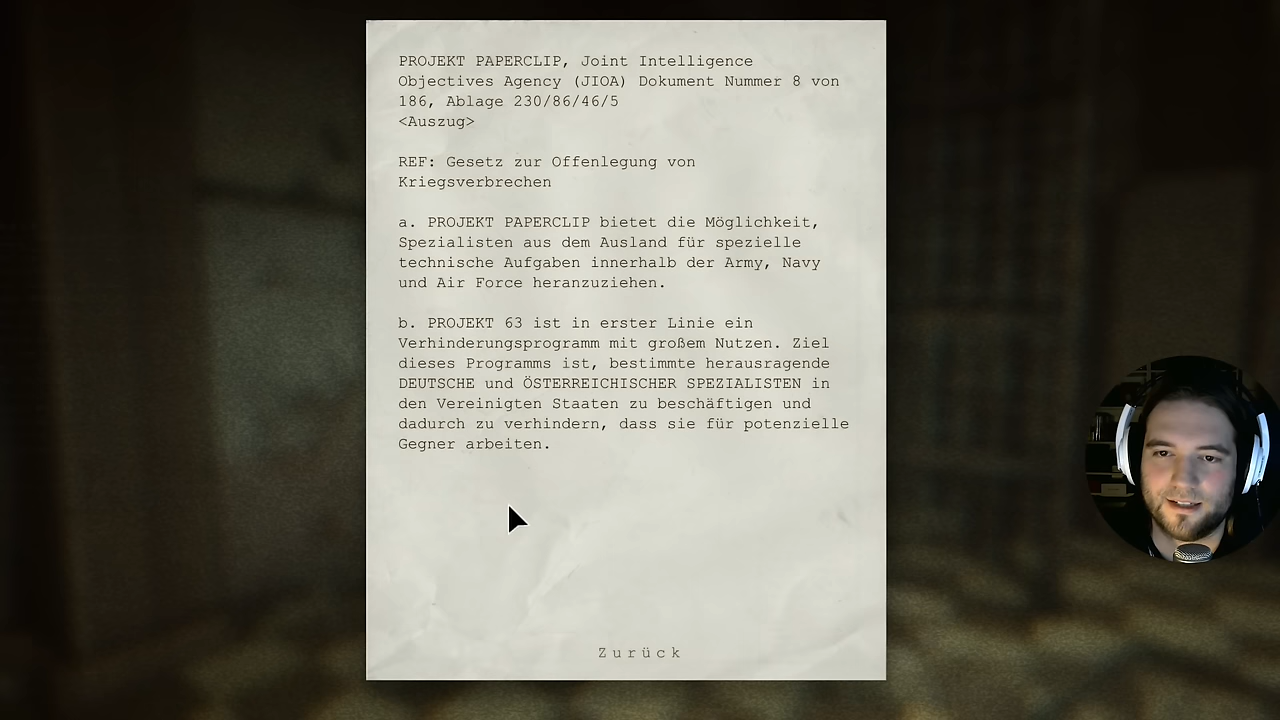 PROJEKT PAPERCLIP, Joint Intelligence
Objectives Agency (JIOA) Dokument Nummer 8 von
186, Ablage 230/86/46/5
<Auszug>
REF: Gesetz zur Offenlegung von
Kriegsverbrechen
a. PROJEKT PAPERCLIP bietet die Möglichkeit,
Spezialisten aus dem Ausland für spezielle
technische Aufgaben innerhalb der Army, Navy
und Air Force heranzuziehen.
b. PROJEKT 63 ist in erster Linie ein
Verhinderungsprogramm mit großem Nutzen. Ziel
dieses Programms ist, bestimmte herausragende
DEUTSCHE und ÖSTERREICHISCHER SPEZIALISTEN in
den Vereinigten Staaten zu beschäftigen und
dadurch zu verhindern, dass sie für potenzielle
Gegner arbeiten.
Zurück